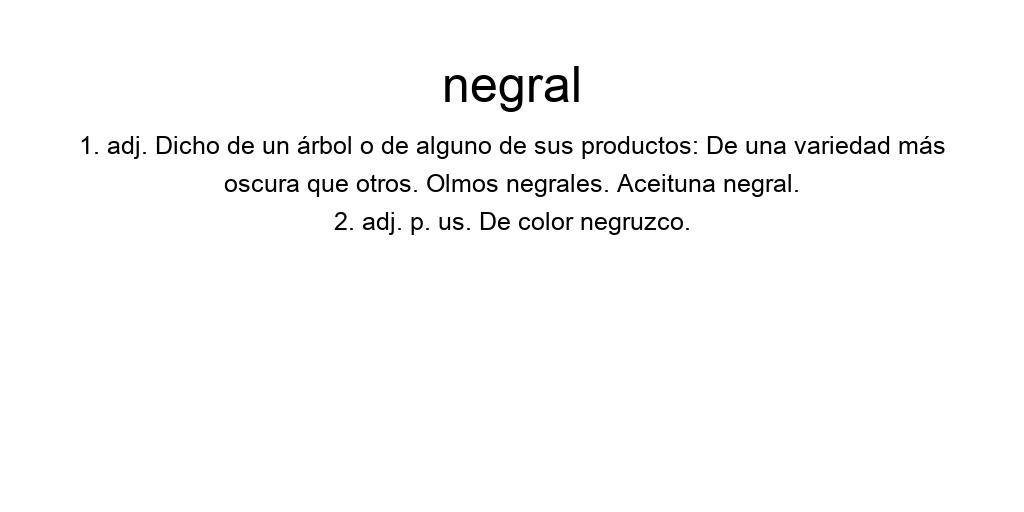 negral
1. adj. Dicho de un árbol o de alguno de sus productos: De una variedad más
oscura que otros. Olmos negrales. Aceituna negral.
2. adj. p. us. De color negruzco.